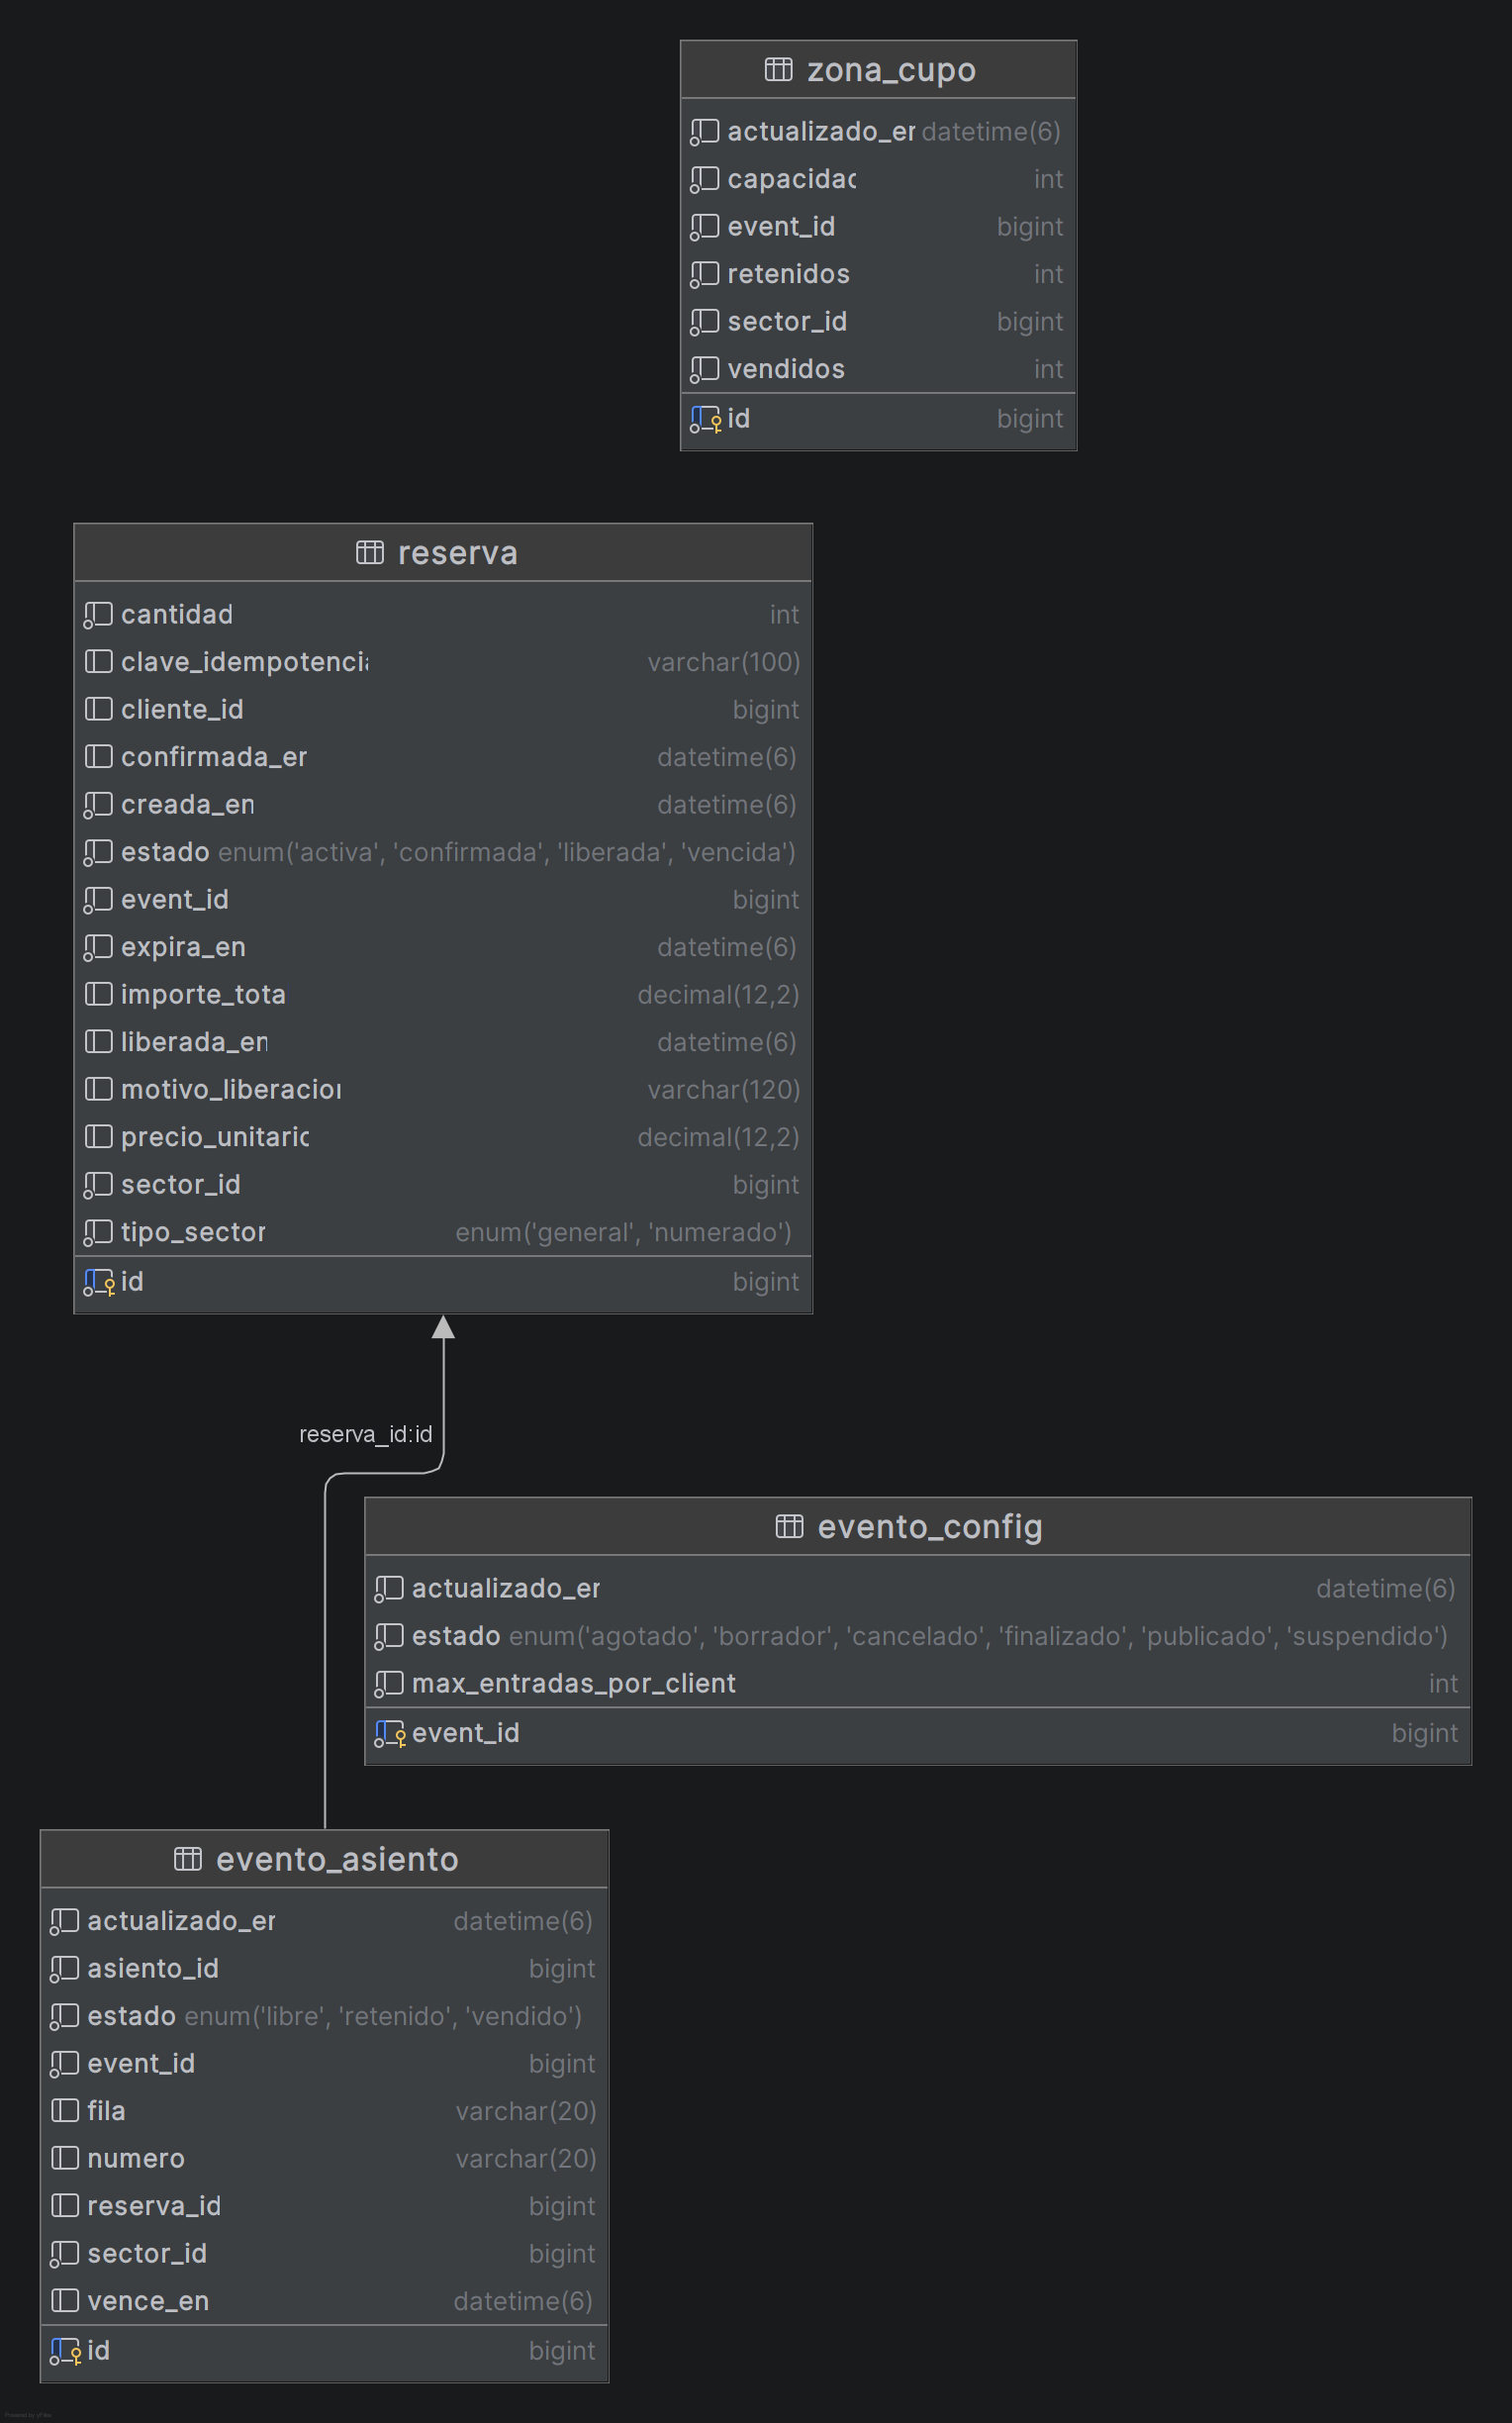 zona_cupo
actualizado_er datetime(6)
capacidac int
event_id bigint
retenidos int
sector_id bigint
vendidos int
id bigint
reserva
cantidad int
clave_idempotenci varchar(100)
cliente_id bigint
confirmada_er datetime(6)
creada_en datetime(6)
estado enum('activa', 'confirmada', 'liberada', 'vencida')
event_id bigint
expira_en datetime(6)
importe_tota decimal(12,2)
liberada_en datetime(6)
motivo_liberacion varchar(120)
precio_unitaric decimal(12,2)
sector_id bigint
tipo_sector enum('general', 'numerado')
id bigint
reserva_id:id
evento_config
actualizado_er datetime(6)
estado enum('agotado', 'borrador', 'cancelado', 'finalizado', 'publicado', 'suspendido')
max_entradas_por_client int
event_id bigint
evento_asiento
actualizado_er datetime(6)
asiento_id bigint
estado enum('libre', 'retenido', 'vendido')
event_id bigint
fila varchar(20)
numero varchar(20)
reserva_id bigint
sector_id bigint
vence_en datetime(6)
id bigint
Powered by yFiles